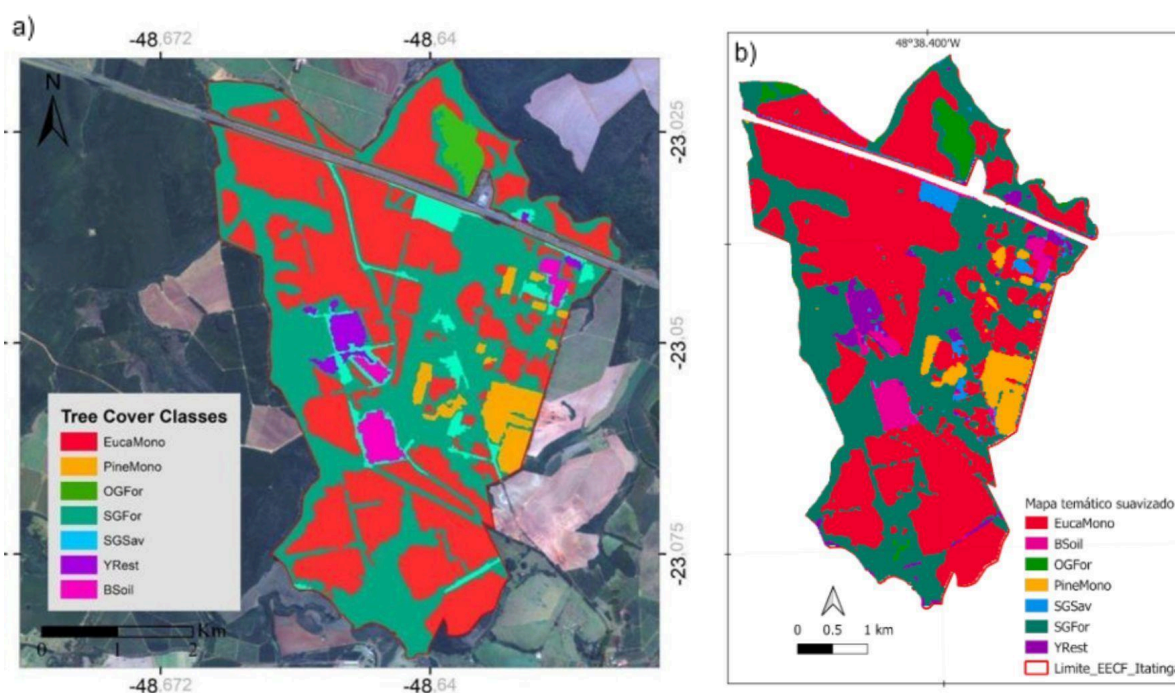 a)
-48.672
-48.64
N
-23.025
-23.05
-23.075
Tree Cover Classes
EucaMono
PineMono
OGFor
SGFor
SGSav
YRest
BSoil
Km
0 1 2
-48.672
-48.64
b)
48°38.400'W
Mapa temático suavizado
EucaMono
BSoil
OGFor
PineMono
SGSav
SGFor
YRest
Limite_EECF_Itatinga
0 0.5 1 km